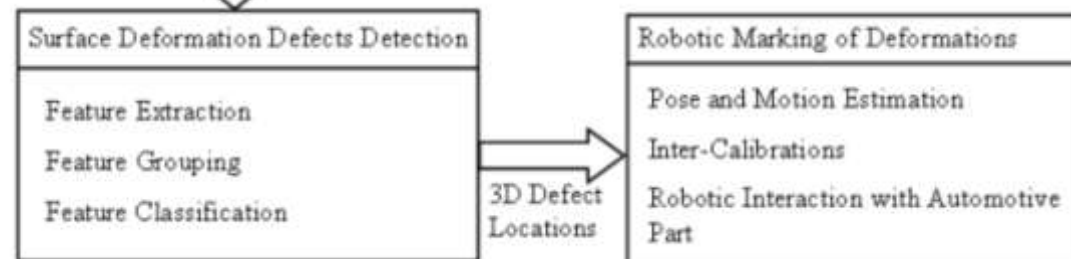 Surface Deformation Defects Detection
Feature Extraction
Feature Grouping
Feature Classification
3D Defect
Locations
Robotic Marking of Deformations
Pose and Motion Estimation
Inter-Calibrations
Robotic Interaction with Automotive
Part